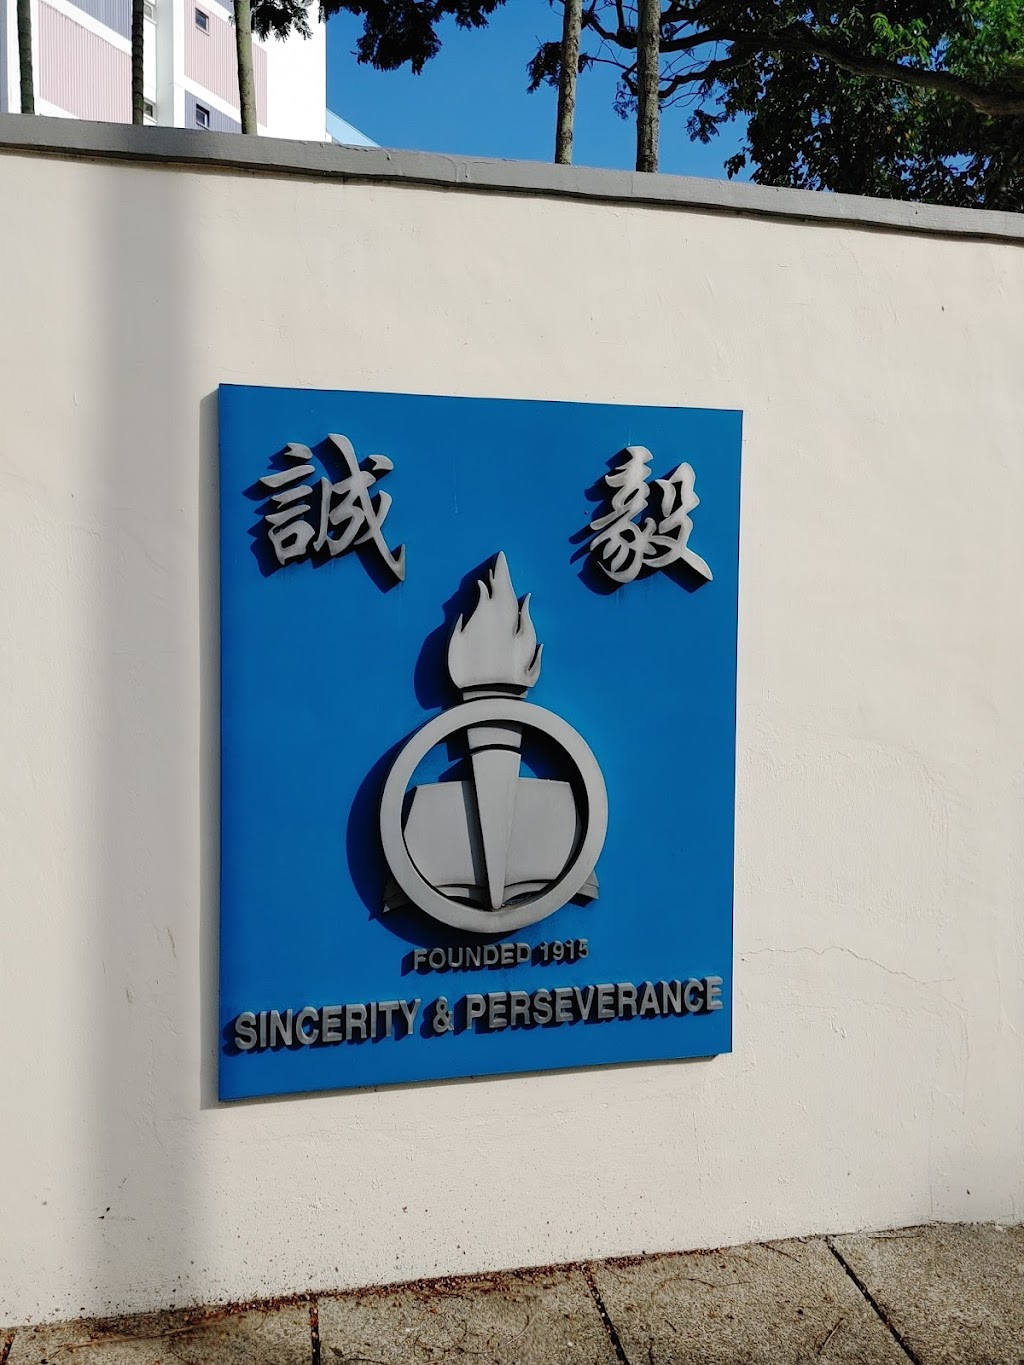 誠 毅
FOUNDED 1915
SINCERITY & PERSEVERANCE